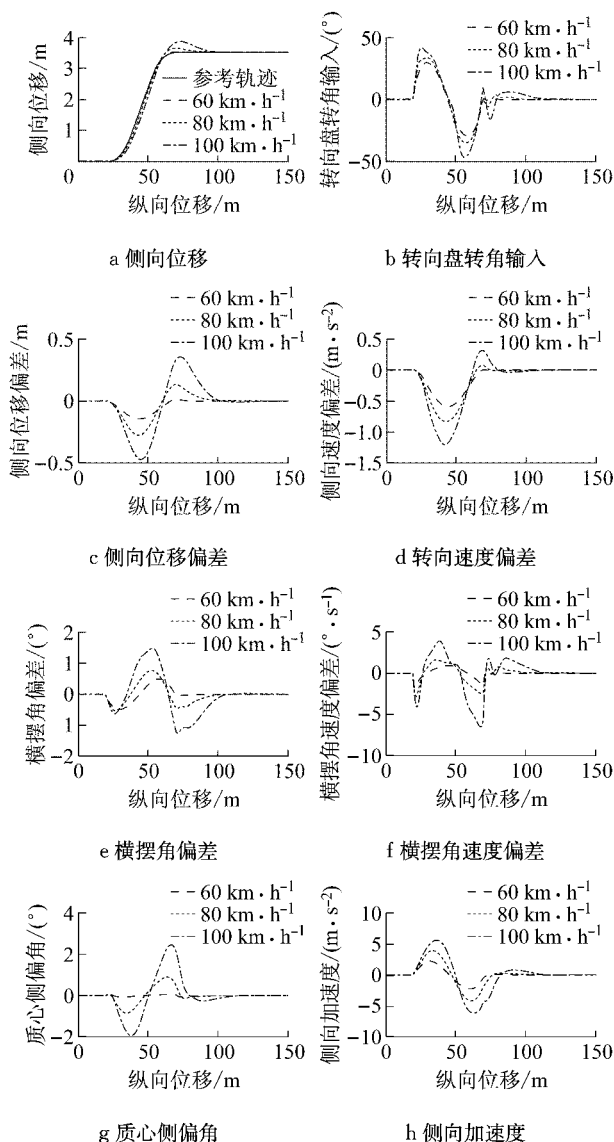 侧向位移/m
4
3
2
1
0
50
100
150
参考轨迹
60 km·h⁻¹
80 km·h⁻¹
100 km·h⁻¹
纵向位移/m
a 侧向位移
转向盘转角输入/(°)
50
0
-50
0
50
100
150
60 km·h⁻¹
80 km·h⁻¹
100 km·h⁻¹
纵向位移/m
b 转向盘转角输入
侧向位移偏差/m
0.5
0
-0.5
0
50
100
150
60 km·h⁻¹
80 km·h⁻¹
100 km·h⁻¹
纵向位移/m
c 侧向位移偏差
侧向速度偏差/(m·s⁻²)
0.5
0
-0.5
-1.0
-1.5
0
50
100
150
60 km·h⁻¹
80 km·h⁻¹
100 km·h⁻¹
纵向位移/m
d 转向速度偏差
横摆角偏差/(°)
2
1
0
1
-2
0
50
100
150
60 km·h⁻¹
80 km·h⁻¹
100 km·h⁻¹
纵向位移/m
e 横摆角偏差
横摆角速度偏差/(°·s⁻¹)
5
0
-5
-10
0
50
100
150
60 km·h⁻¹
80 km·h⁻¹
100 km·h⁻¹
纵向位移/m
f 横摆角速度偏差
质心侧偏角/(°)
4
2
0
-2
0
50
100
150
60 km·h⁻¹
80 km·h⁻¹
100 km·h⁻¹
纵向位移/m
g 质心侧偏角
侧向加速度/(m·s⁻²)
10
5
0
-5
-10
0
50
100
150
60 km·h⁻¹
80 km·h⁻¹
100 km·h⁻¹
纵向位移/m
h 侧向加速度